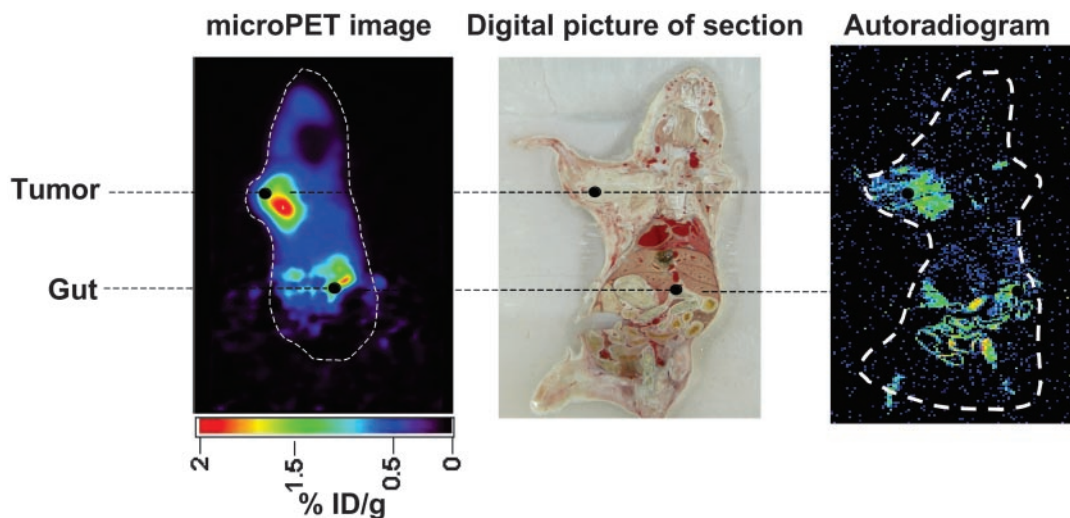 microPET image
Digital picture of section
Autoradiogram
Tumor
Gut
2
1.5
0.5
0
% ID/g